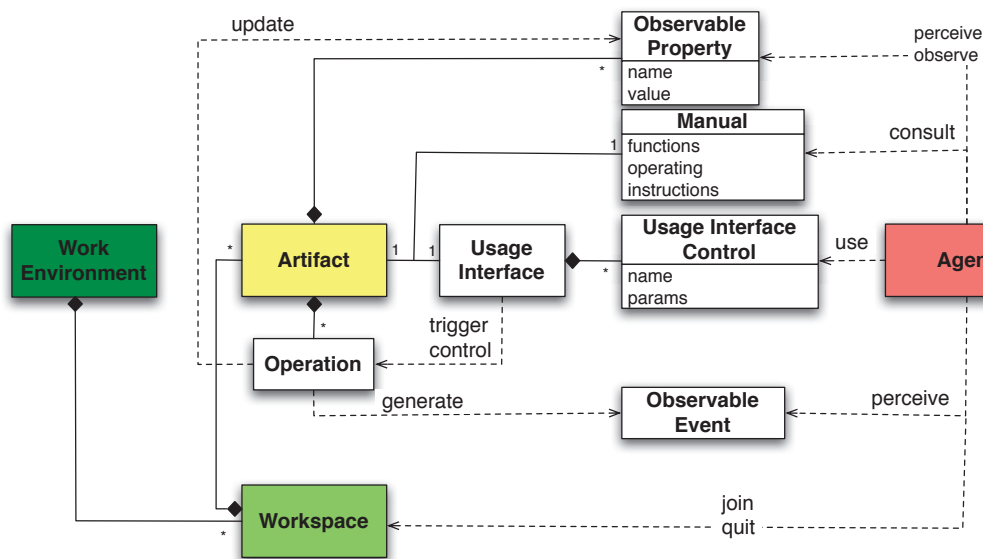 update
Observable
Property
name
value
perceive
observe
*
Manual
functions
operating
instructions
consult
1
Work
Environment
*
Artifact
1
1
Usage
Interface
*
Usage Interface
Control
name
params
use
Agen
*
trigger
control
Operation
generate
Observable
Event
perceive
Workspace
*
join
quit